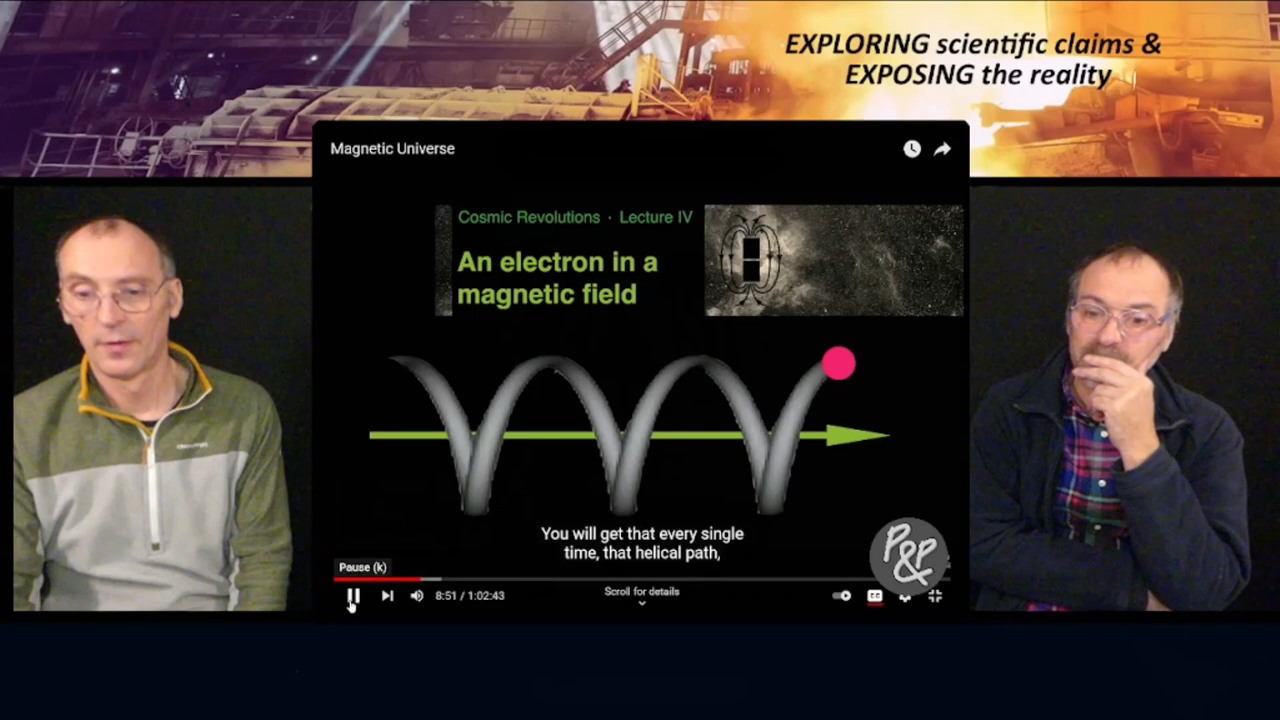 EXPLORING scientific claims &
EXPOSING the reality
Magnetic Universe
Cosmic Revolutions · Lecture IV
An electron in a
magnetic field
You will get that every single
time, that helical path,
P&P
Pause (k)
8:51 / 1:02:43
Scroll for details
CC